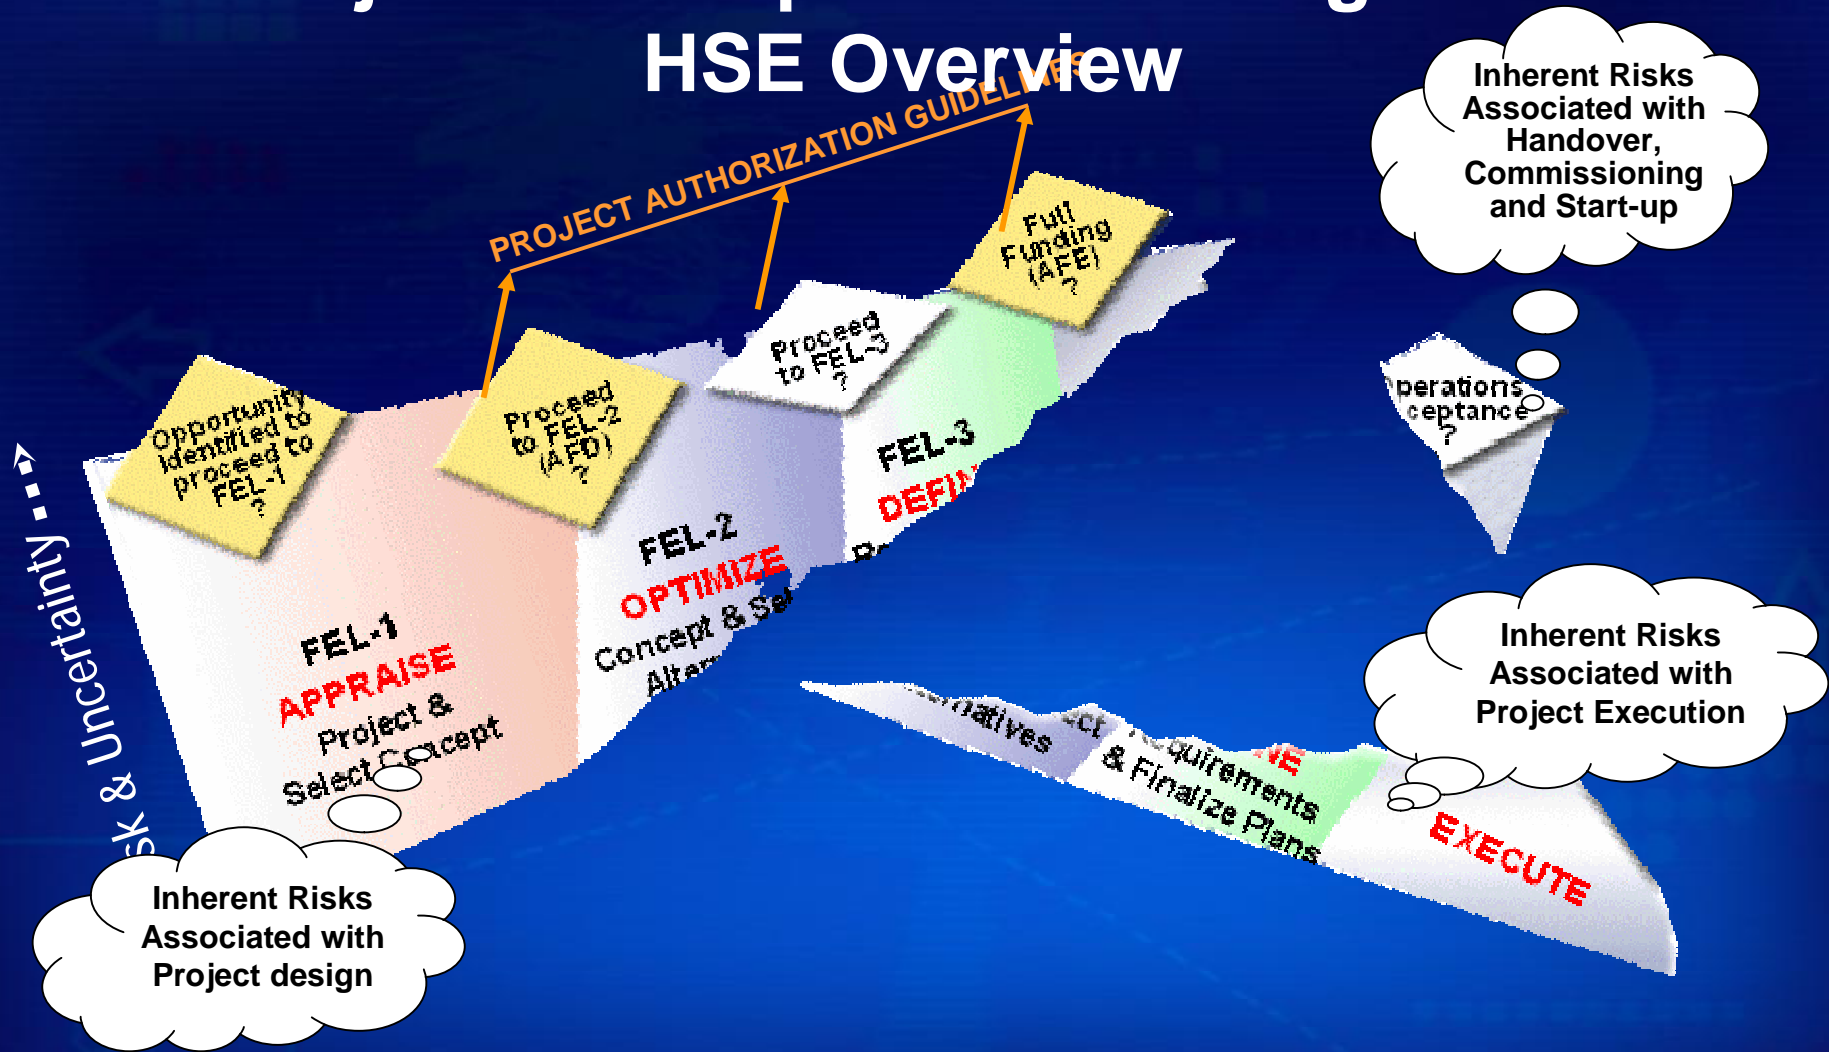 HSE Overview
PROJECT AUTHORIZATION GUIDELINES
Inherent Risks
Associated with
Handover,
Commissioning
and Start-up
Full
Funding
(AFE)
?
Proceed
to FEL-3
?
Proceed
to FEL-2
(AFD)
?
Opportunity
identified to
proceed to
FEL-1
?
perations
ceptance
?
& Uncertainty
FEL-1
APPRAISE
Project &
Select Concept
FEL-2
OPTIMIZE
Concept &
FEL-3
& Finalize Plans
EXECUTE
Inherent Risks
Associated with
Project Execution
Inherent Risks
Associated with
Project design